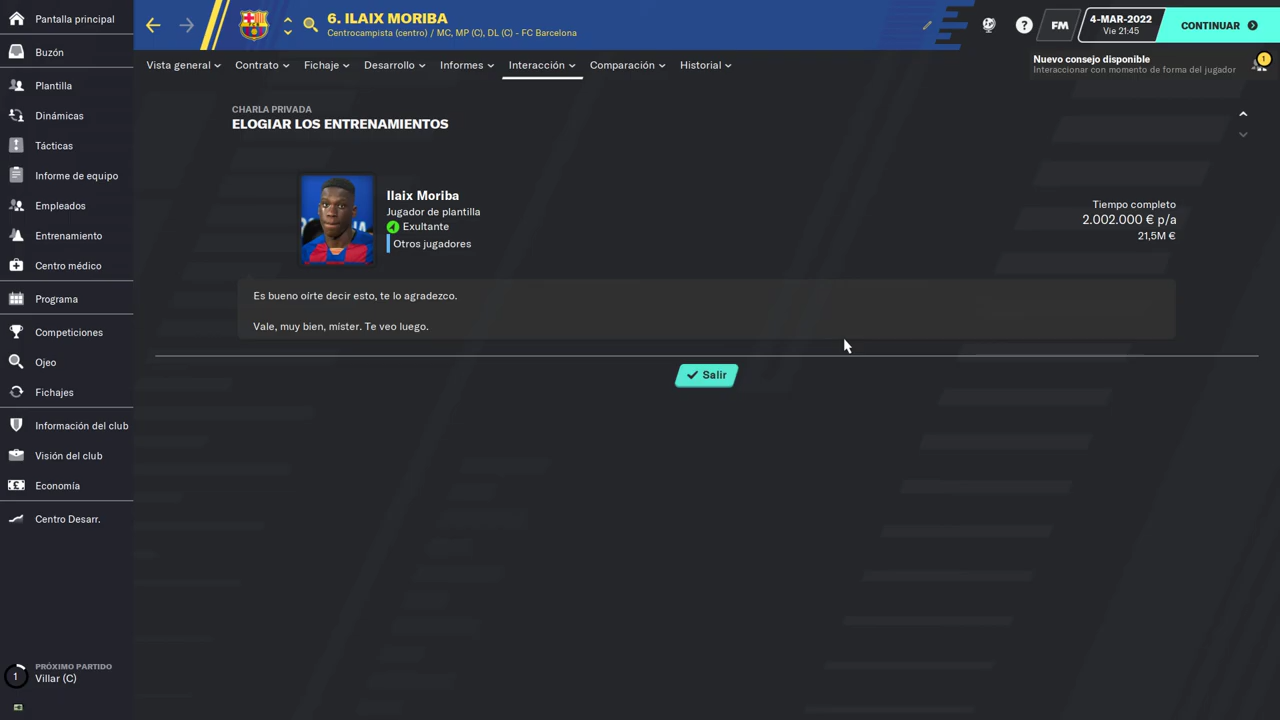 Pantalla principal
Buzón
Plantilla
Dinámicas
Tácticas
Informe de equipo
Empleados
Entrenamiento
Centro médico
Programa
Competiciones
Ojeo
Fichajes
Información del club
Visión del club
Economía
Centro Desarr.
PRÓXIMO PARTIDO
1
Villar (C)
6. ILAIX MORIBA
Centrocampista (centro) / MC, MP (C), DL (C) - FC Barcelona
?
FM
4-MAR-2022
Vie 21:45
CONTINUAR
Vista general
Contrato
Fichaje
Desarrollo
Informes
Interacción
Comparación
Historial
Nuevo consejo disponible
Interaccionar con momento de forma del jugador
1
CHARLA PRIVADA
ELOGIAR LOS ENTRENAMIENTOS
Ilaix Moriba
Jugador de plantilla
Exultante
Otros jugadores
Tiempo completo
2.002.000 € p/a
21,5M €
Es bueno oírte decir esto, te lo agradezco.
Vale, muy bien, míster. Te veo luego.
Salir